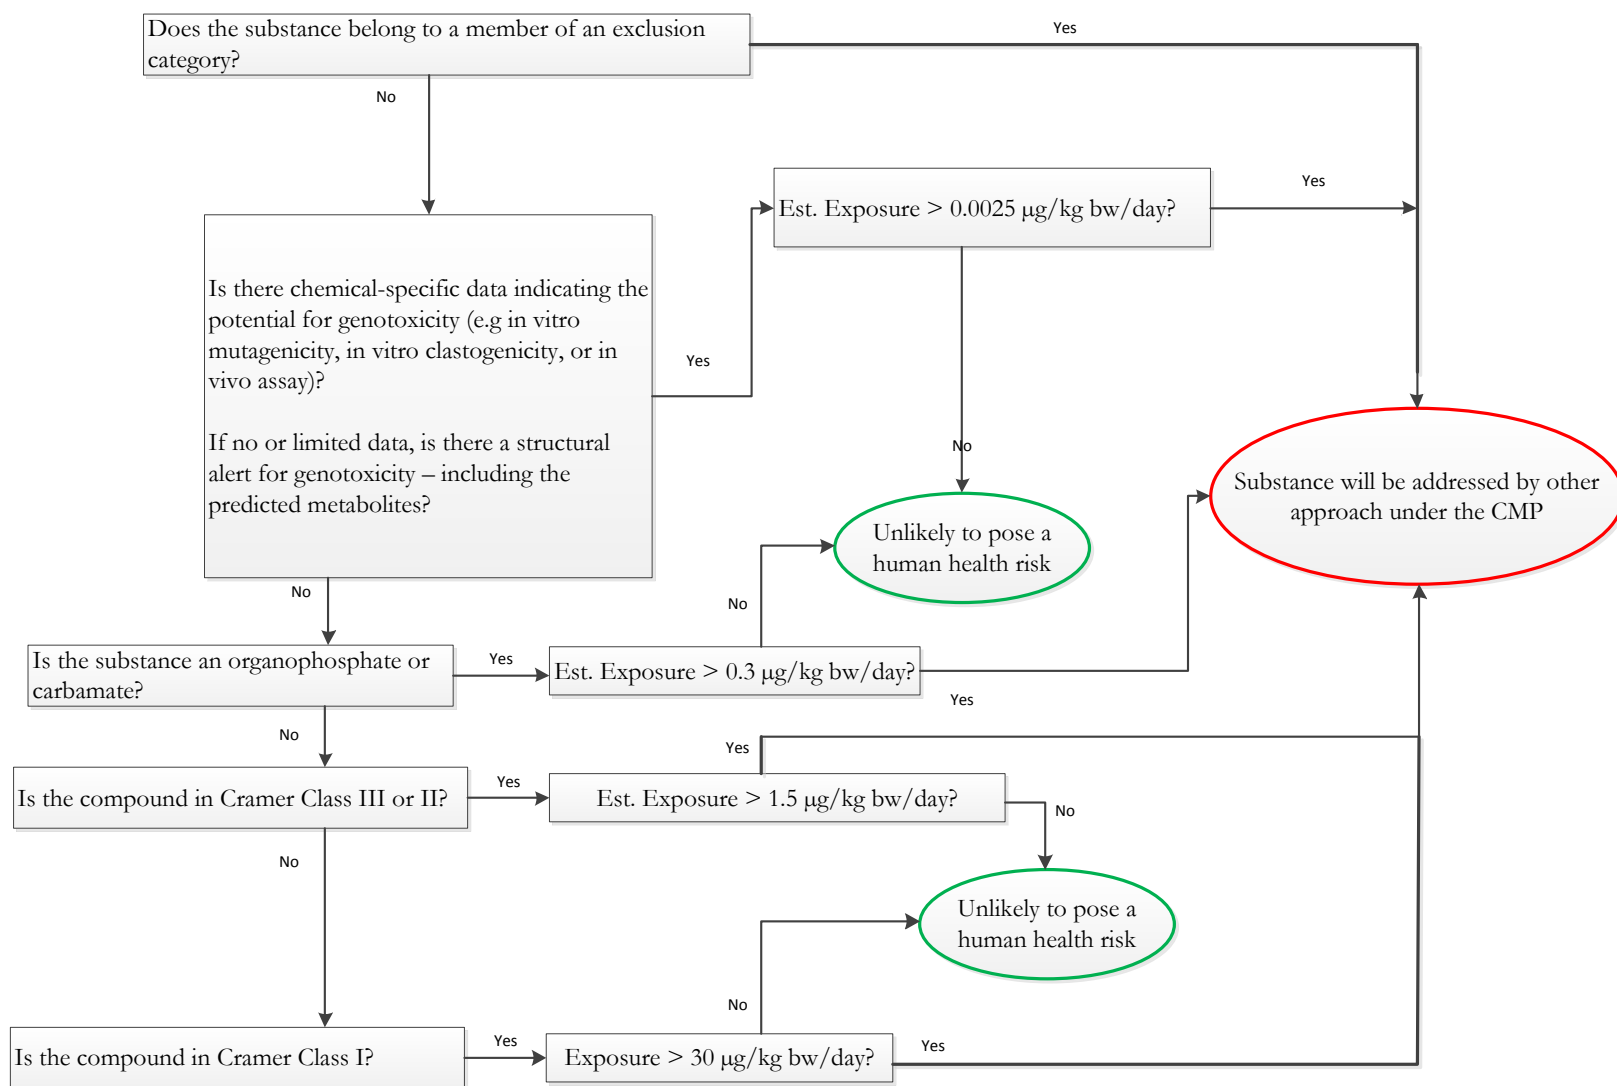 Does the substance belong to a member of an exclusion
category?
Yes
No
Est. Exposure > 0.0025 µg/kg bw/day?
Yes
Is there chemical-specific data indicating the
potential for genotoxicity (e.g in vitro
mutagenicity, in vitro clastogenicity, or in
vivo assay)?
If no or limited data, is there a structural
alert for genotoxicity – including the
predicted metabolites?
Yes
No
Substance will be addressed by other
approach under the CMP
Unlikely to pose a
human health risk
No
No
Is the substance an organophosphate or
carbamate?
Yes
Est. Exposure > 0.3 µg/kg bw/day?
Yes
No
Yes
Is the compound in Cramer Class III or II?
Yes
Est. Exposure > 1.5 µg/kg bw/day?
No
No
Unlikely to pose a
human health risk
No
Is the compound in Cramer Class I?
Yes
Exposure > 30 µg/kg bw/day?
Yes